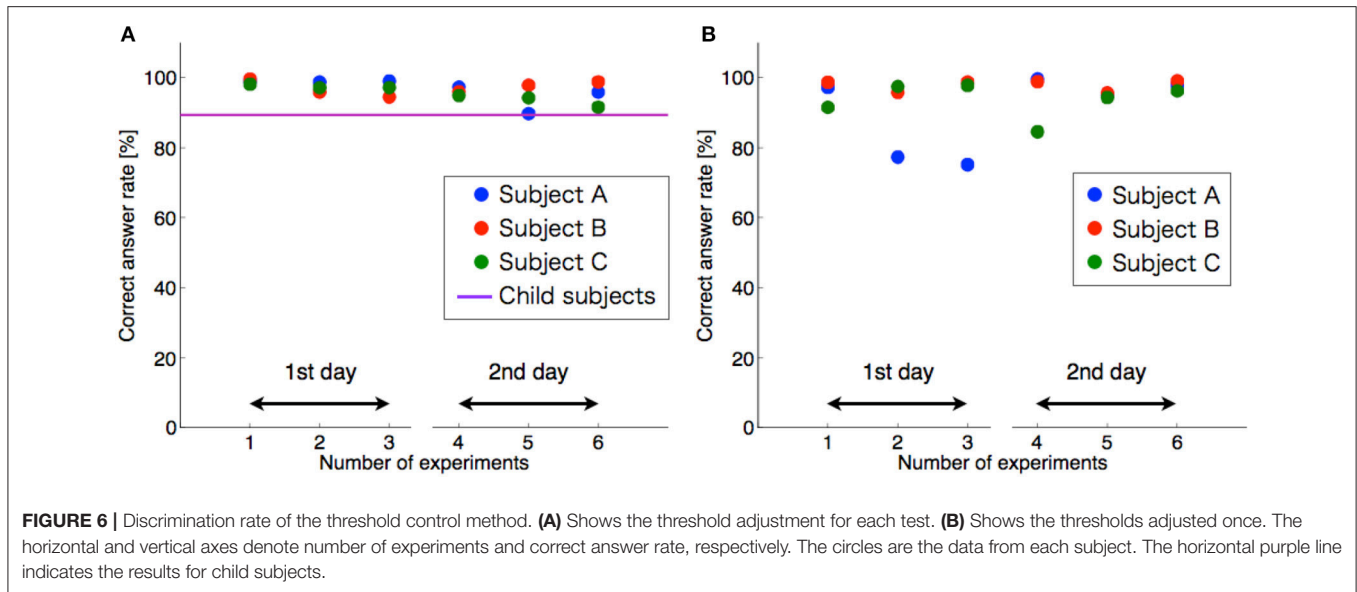 A
Correct answer rate [%]
100
80
60
40
20
0
Subject A
Subject B
Subject C
Child subjects
1st day
2nd day
1 2 3 4 5 6
Number of experiments
B
Correct answer rate [%]
100
80
60
40
20
0
Subject A
Subject B
Subject C
1st day
2nd day
1 2 3 4 5 6
Number of experiments
FIGURE 6 | Discrimination rate of the threshold control method. (A) Shows the threshold adjustment for each test. (B) Shows the thresholds adjusted once. The
horizontal and vertical axes denote number of experiments and correct answer rate, respectively. The circles are the data from each subject. The horizontal purple line
indicates the results for child subjects.